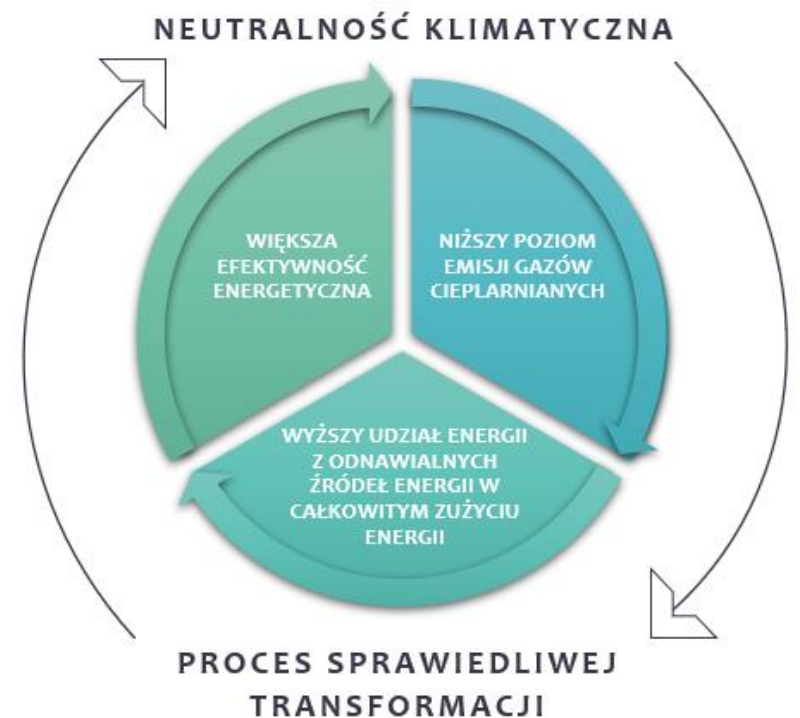 NEUTRALNOŚĆ KLIMATYCZNA
WIĘKSZA
EFEKTYWNOŚĆ
ENERGETYCZNA
NIŻSZY POZIOM
EMISJI GAZÓW
CIEPLARNIANYCH
WYŻSZY UDZIAŁ ENERGII
Z ODNAWIALNYCH
ŹRÓDEŁ ENERGII W
CAŁKOWITYM ZUŻYCIU
ENERGII
PROCES SPRAWIEDLIWEJ
TRANSFORMACJI